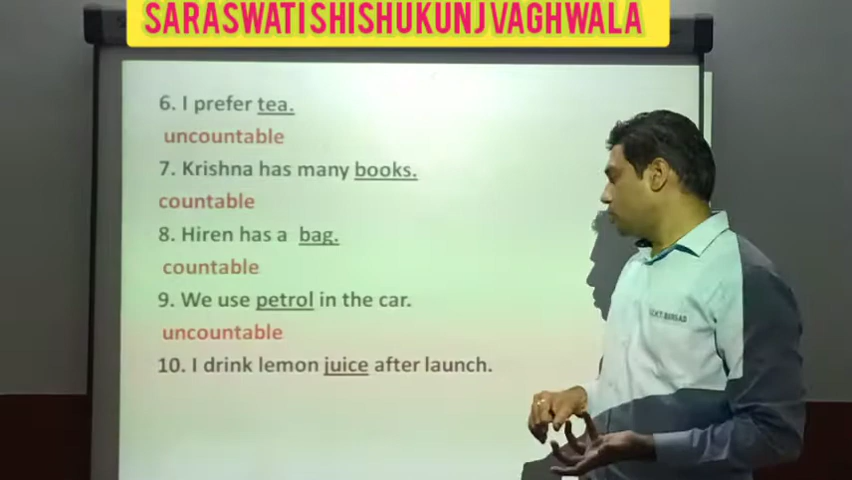 SARASWATI SHISHUKUNJ VAGHWALA
6. I prefer tea.
uncountable
7. Krishna has many books.
countable
8. Hiren has a bag.
countable
9. We use petrol in the car.
uncountable
10. I drink lemon juice after launch.